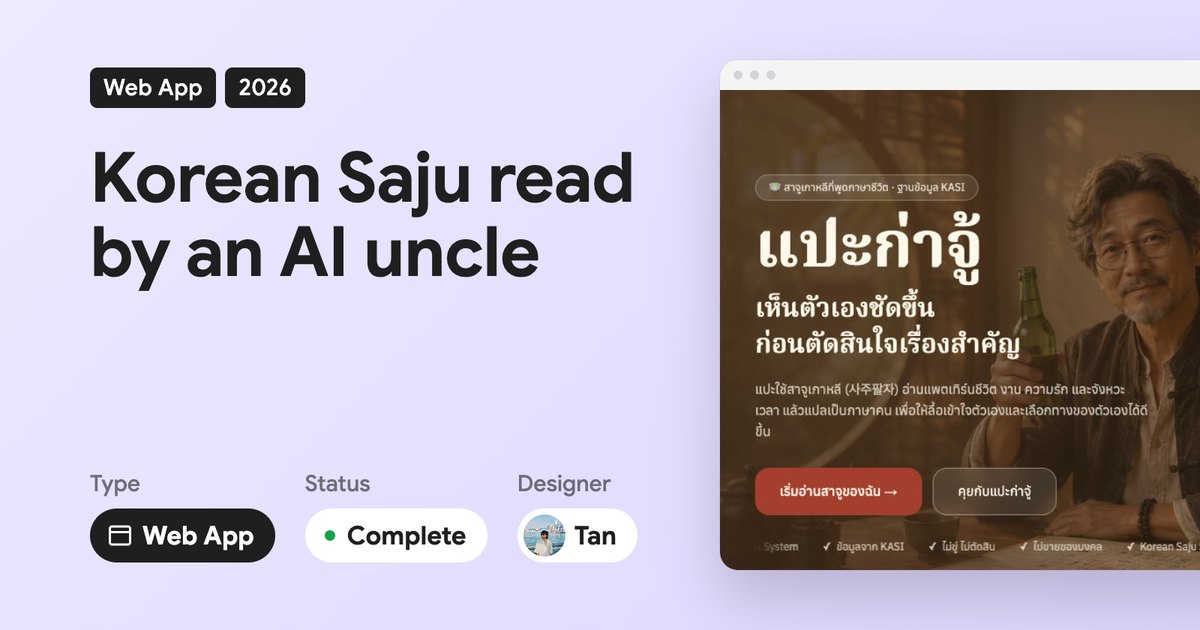 Web App
2026
Korean Saju read
by an AI uncle
Type
Web App
Status
Complete
Designer
Tan
สาจูเกาหลีที่พูดภาษาชีวิต · ฐานข้อมูล KASI
แปะก่าจู้
เห็นตัวเองชัดขึ้น
ก่อนตัดสินใจเรื่องสำคัญ
แปะใช้สาจูเกาหลี (사주팔자) อ่านแพตเทิร์นชีวิต งาน ความรัก และจังหวะ
เวลา แล้วแปลเป็นภาษาคน เพื่อให้ลื้อเข้าใจตัวเองและเลือกทางของตัวเองได้ดี
ขึ้น
เริ่มอ่านสาจูของฉัน →
คุยกับแปะก่าจู้
System ✓ ข้อมูลจาก KASI ✓ ไม่ขู่ ไม่ตัดสิน ✓ ไม่ขายของมงคล ✓ Korean Saju